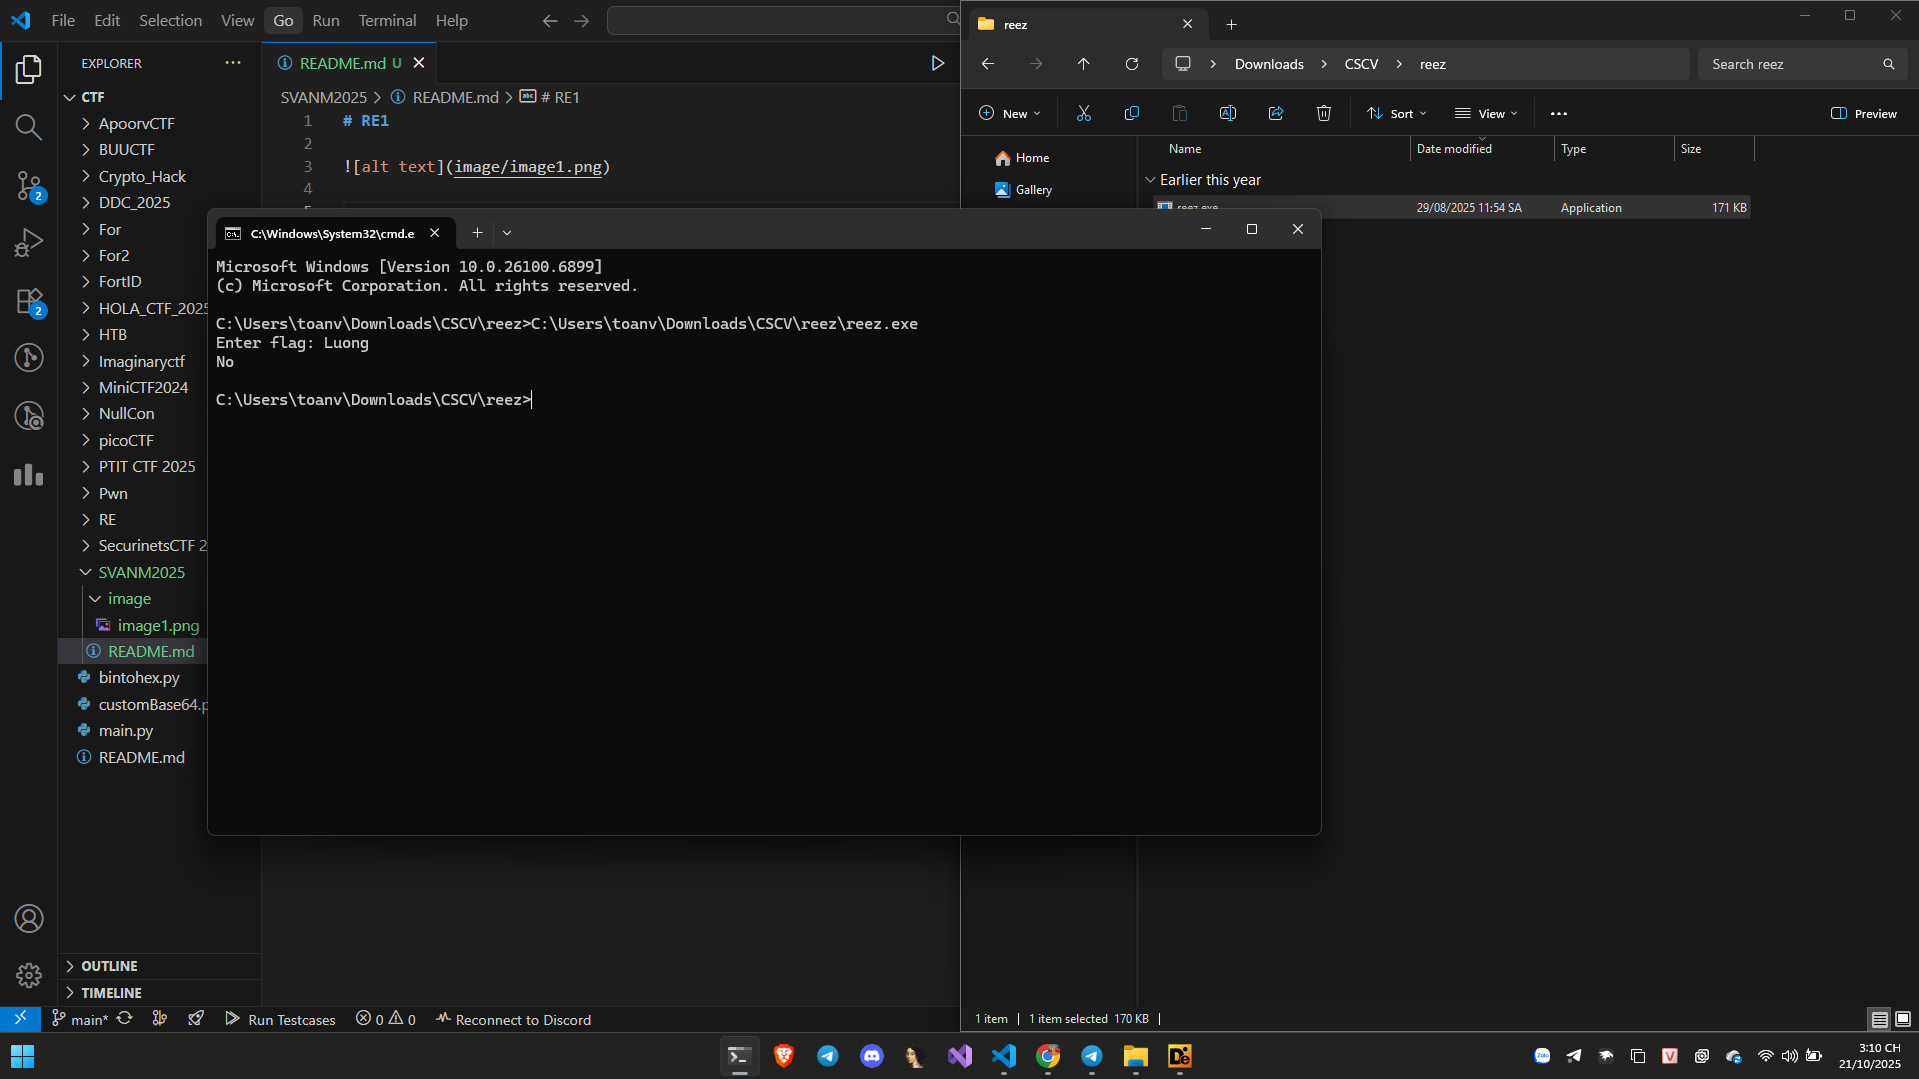 File Edit Selection View Go Run Terminal Help
EXPLORER
CTF
ApoorvCTF
BUUCTF
Crypto_Hack
DDC_2025
For
For2
FortID
HOLA_CTF_2025
HTB
Imaginaryctf
MiniCTF2024
NullCon
picoCTF
PTIT CTF 2025
Pwn
RE
SecurinetsCTF 2
SVANM2025
image
image1.png
README.md
bintohex.py
customBase64.p
main.py
README.md
OUTLINE
TIMELINE
2
2
README.md U
SVANM2025 > README.md > # RE1
1 # RE1
2
3 ![alt text](image/image1.png)
4
C:\Windows\System32\cmd.e
Microsoft Windows [Version 10.0.26100.6899]
(c) Microsoft Corporation. All rights reserved.
C:\Users\toanv\Downloads\CSCV\reez>C:\Users\toanv\Downloads\CSCV\reez\reez.exe
Enter flag: Luong
No
C:\Users\toanv\Downloads\CSCV\reez>
reez
Downloads > CSCV > reez
Search reez
New
Sort
View
Preview
Home
Gallery
Name Date modified Type Size
Earlier this year
reez.exe 29/08/2025 11:54 SA Application 171 KB
1 item 1 item selected 170 KB
main* Run Testcases 0 0 Reconnect to Discord
3:10 CH
21/10/2025